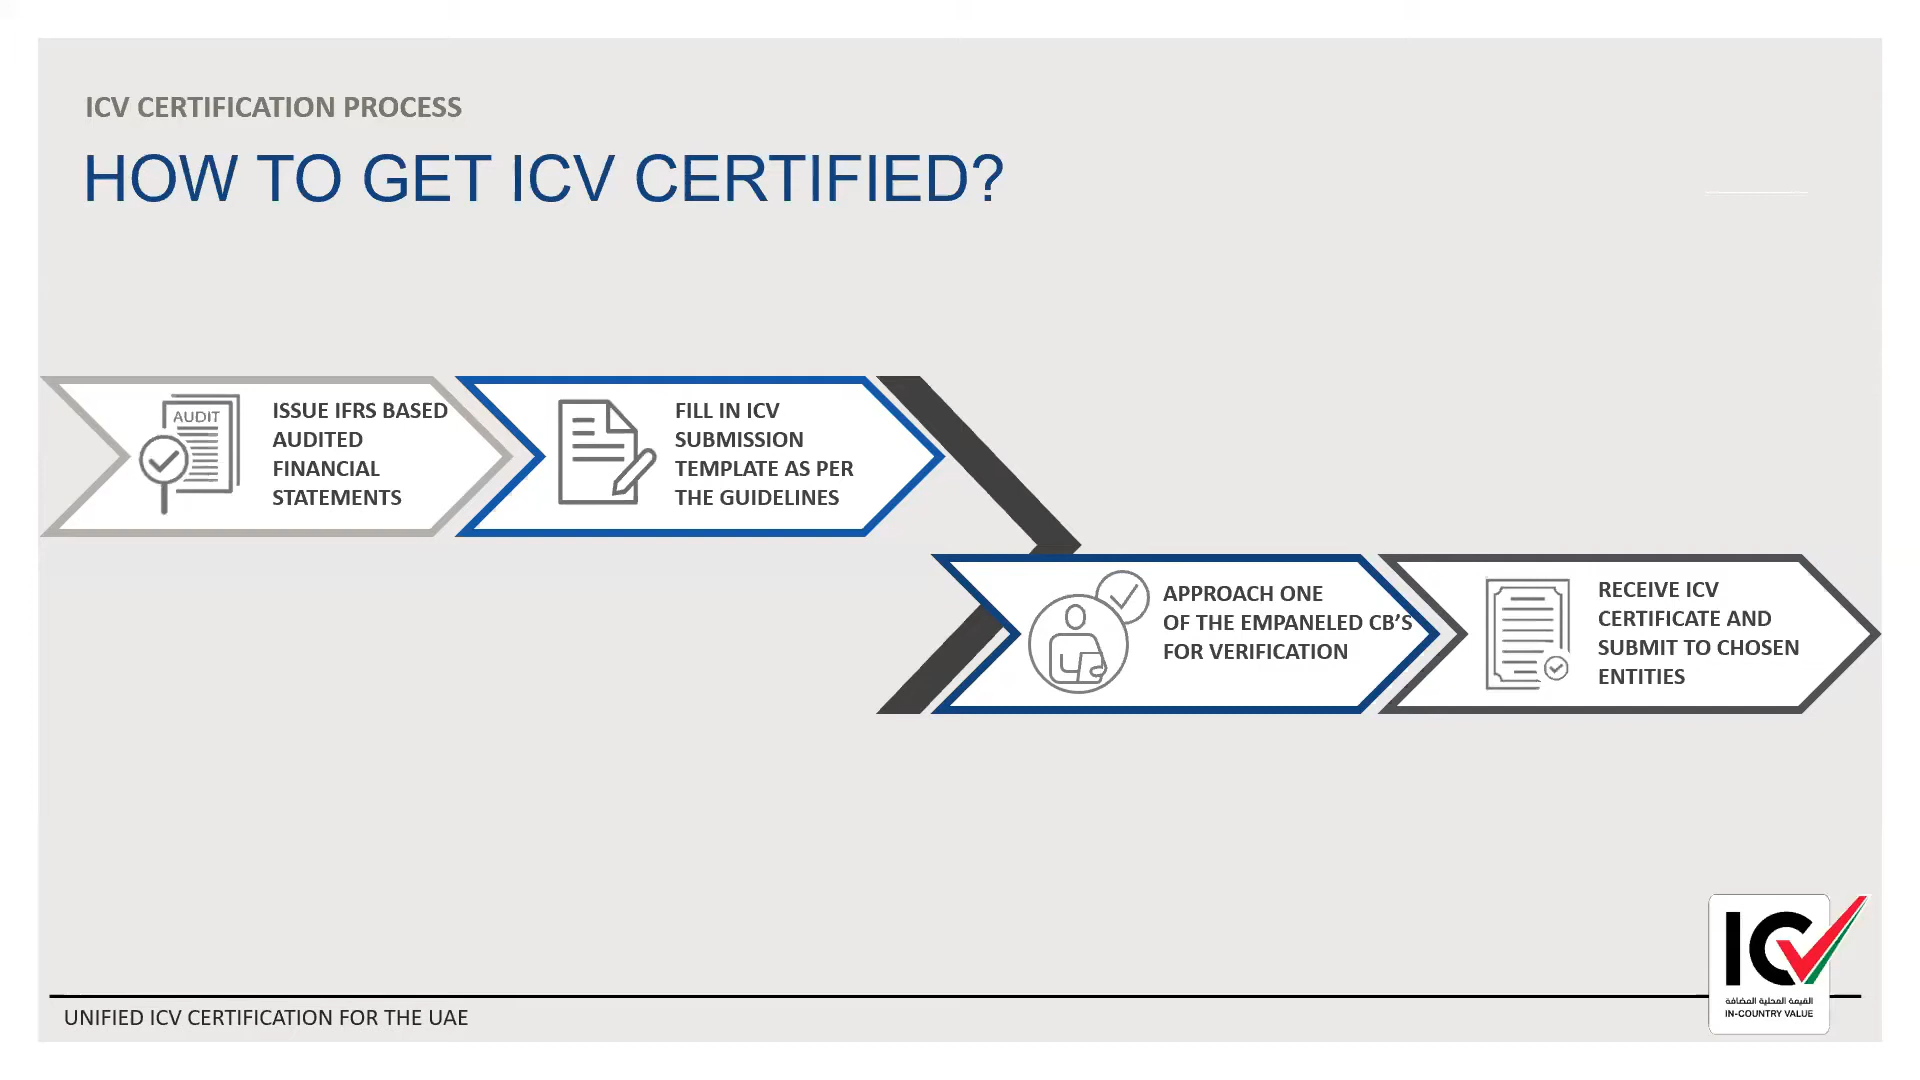 ICV CERTIFICATION PROCESS
HOW TO GET ICV CERTIFIED?
AUDIT
ISSUE IFRS BASED
AUDITED
FINANCIAL
STATEMENTS
FILL IN ICV
SUBMISSION
TEMPLATE AS PER
THE GUIDELINES
APPROACH ONE
OF THE EMPANELED CB’S
FOR VERIFICATION
RECEIVE ICV
CERTIFICATE AND
SUBMIT TO CHOSEN
ENTITIES
ICV
القيمة المحلية المضافة
IN-COUNTRY VALUE
UNIFIED ICV CERTIFICATION FOR THE UAE